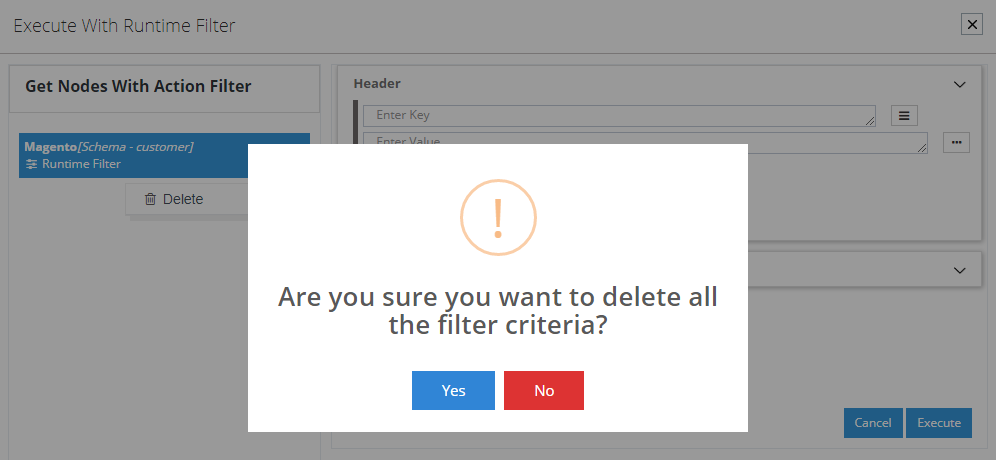 Execute With Runtime Filter
Get Nodes With Action Filter
Magento[Schema - customer]
Runtime Filter
Delete
Header
Enter Key
Enter Value
!
Are you sure you want to delete all
the filter criteria?
Yes
No
Cancel
Execute